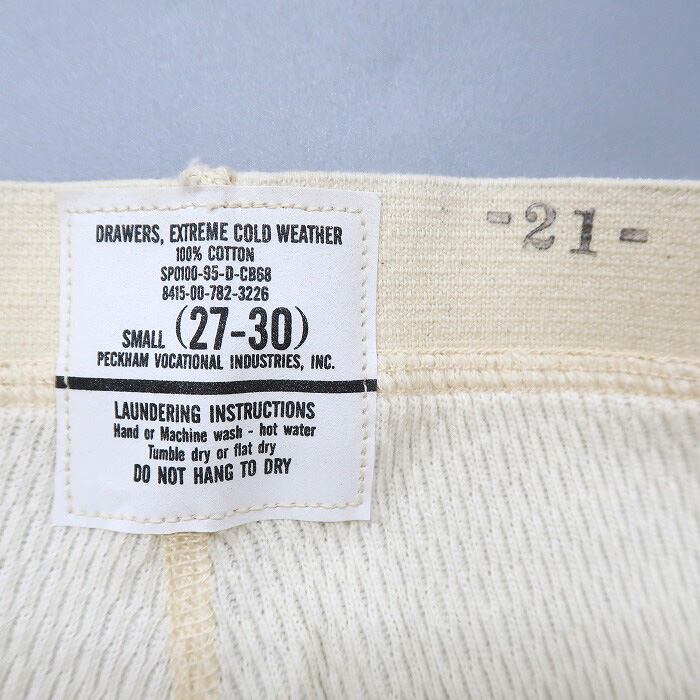 DRAWERS, EXTREME COLD WEATHER
100% COTTON
SPO100-95-D-CB68
8415-00-782-3226
SMALL (27-30)
PECKHAM VOCATIONAL INDUSTRIES, INC.
LAUNDERING INSTRUCTIONS
Hand or Machine wash - hot water
Tumble dry or flat dry
DO NOT HANG TO DRY
-21-